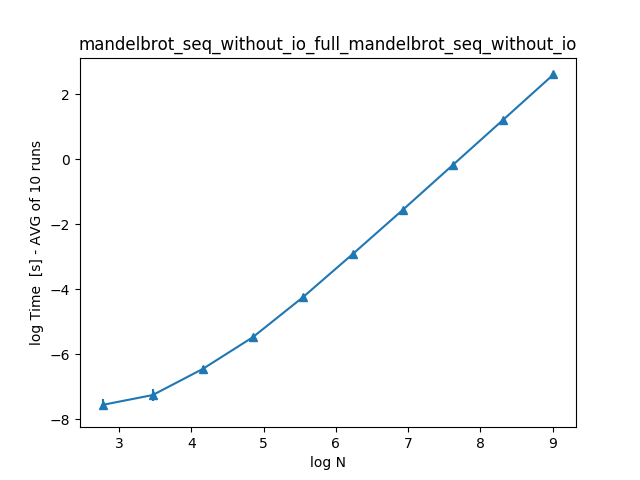 mandelbrot_seq_without_io_full_mandelbrot_seq_without_io
2
0
−2
−4
−6
−8
log Time  [s] - AVG of 10 runs
3 4 5 6 7 8 9
log N